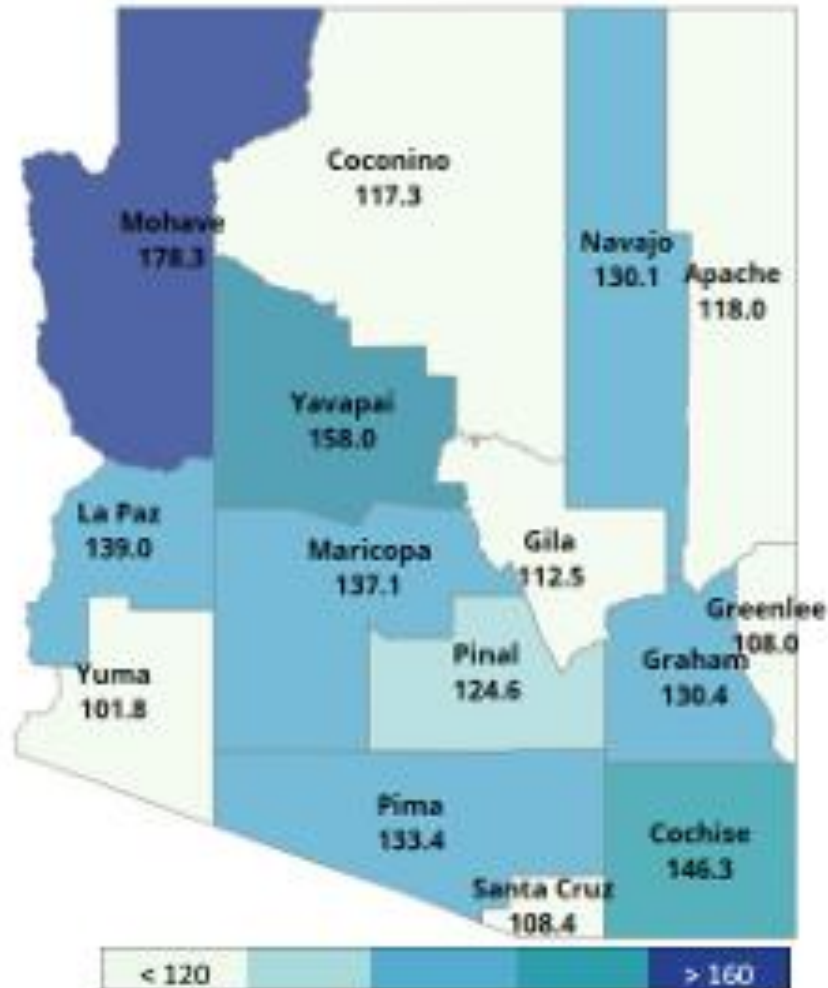 Coconino
117.3
Mohave
178.3
Navajo
130.1
Apache
118.0
Yavapai
158.0
La Paz
139.0
Maricopa
137.1
Gila
112.5
Greenlee
108.0
Yuma
101.8
Pinal
124.6
Graham
130.4
Pima
133.4
Cochise
146.3
Santa Cruz
108.4
< 120
> 160